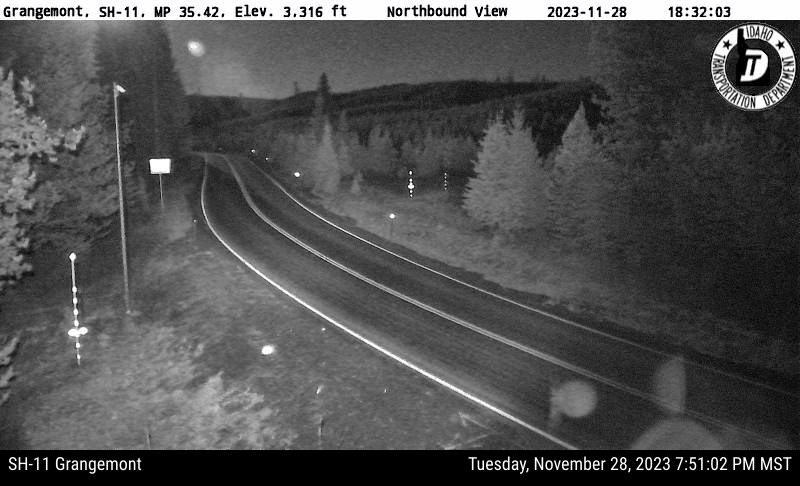 Grangemont, SH-11, MP 35.42, Elev. 3,316 ft Northbound View 2023-11-28 18:32:03
IDAHO
TRANSPORTATION DEPARTMENT
SH-11 Grangemont Tuesday, November 28, 2023 7:51:02 PM MST